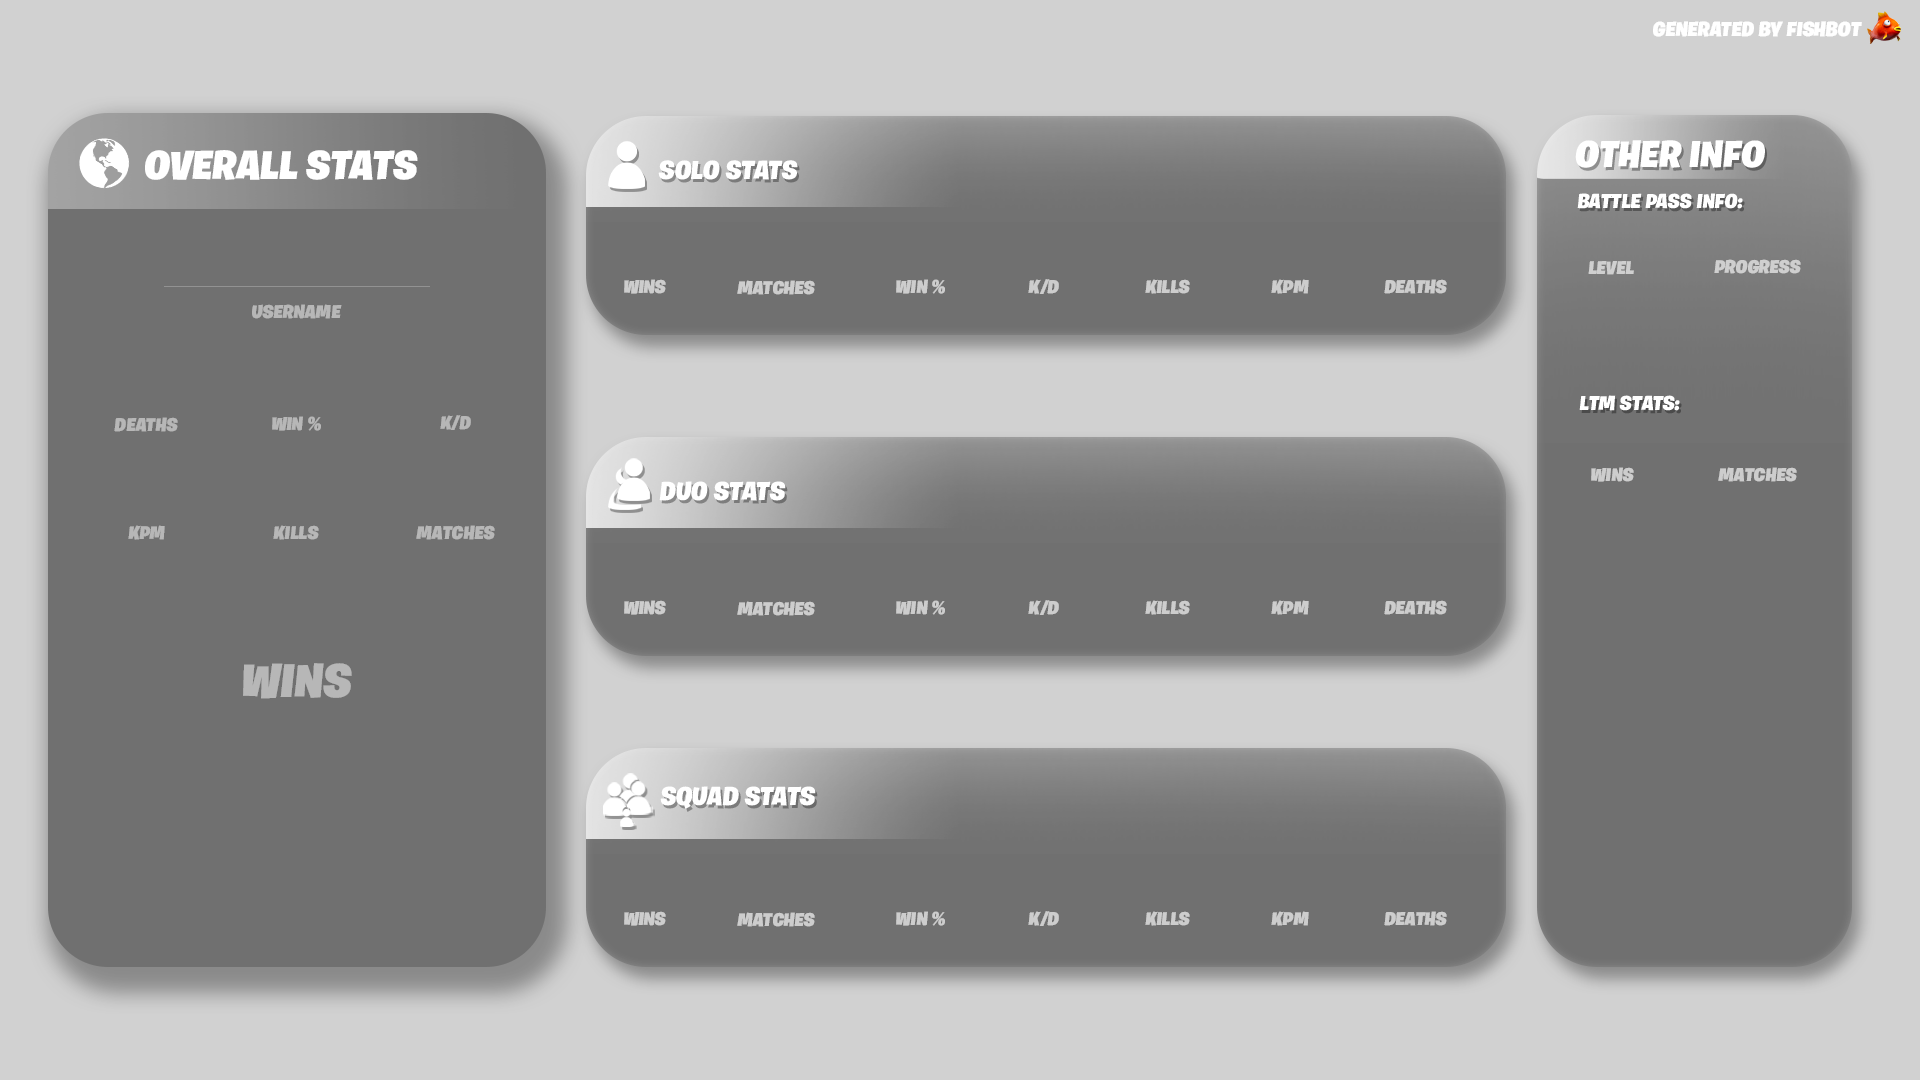 GENERATED BY FISHBOT
OVERALL STATS
USERNAME
DEATHS WIN % K/D
KPM KILLS MATCHES
WINS
SOLO STATS
WINS MATCHES WIN % K/D KILLS KPM DEATHS
DUO STATS
WINS MATCHES WIN % K/D KILLS KPM DEATHS
SQUAD STATS
WINS MATCHES WIN % K/D KILLS KPM DEATHS
OTHER INFO
BATTLE PASS INFO:
LEVEL PROGRESS
LTM STATS:
WINS MATCHES